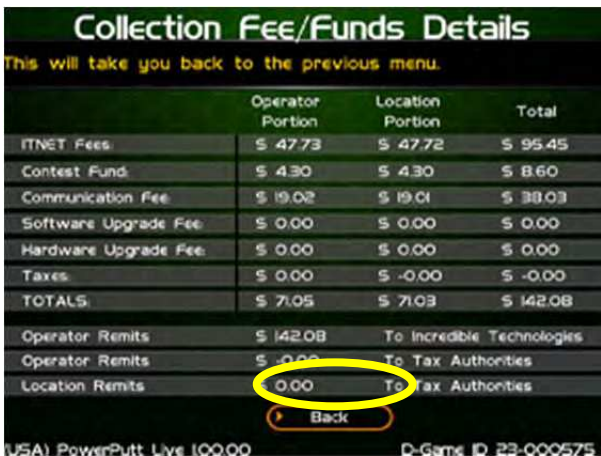 Collection Fee/Funds Details
This will take you back to the previous menu.
Operator Portion Location Portion Total
ITNET Fees: $ 47.73 $ 47.72 $ 95.45
Contest Fund: $ 4.30 $ 4.30 $ 8.60
Communication Fee: $ 19.02 $ 19.01 $ 38.03
Software Upgrade Fee: $ 0.00 $ 0.00 $ 0.00
Hardware Upgrade Fee: $ 0.00 $ 0.00 $ 0.00
Taxes: $ 0.00 $ -0.00 $ -0.00
TOTALS: $ 71.05 $ 71.03 $ 142.08
Operator Remits $ 142.08 To Incredible Technologies
Operator Remits $ -0.00 To Tax Authorities
Location Remits $ 0.00 To Tax Authorities
Back
(USA) PowerPutt Live 1.00.00 D-Game ID 23-000575